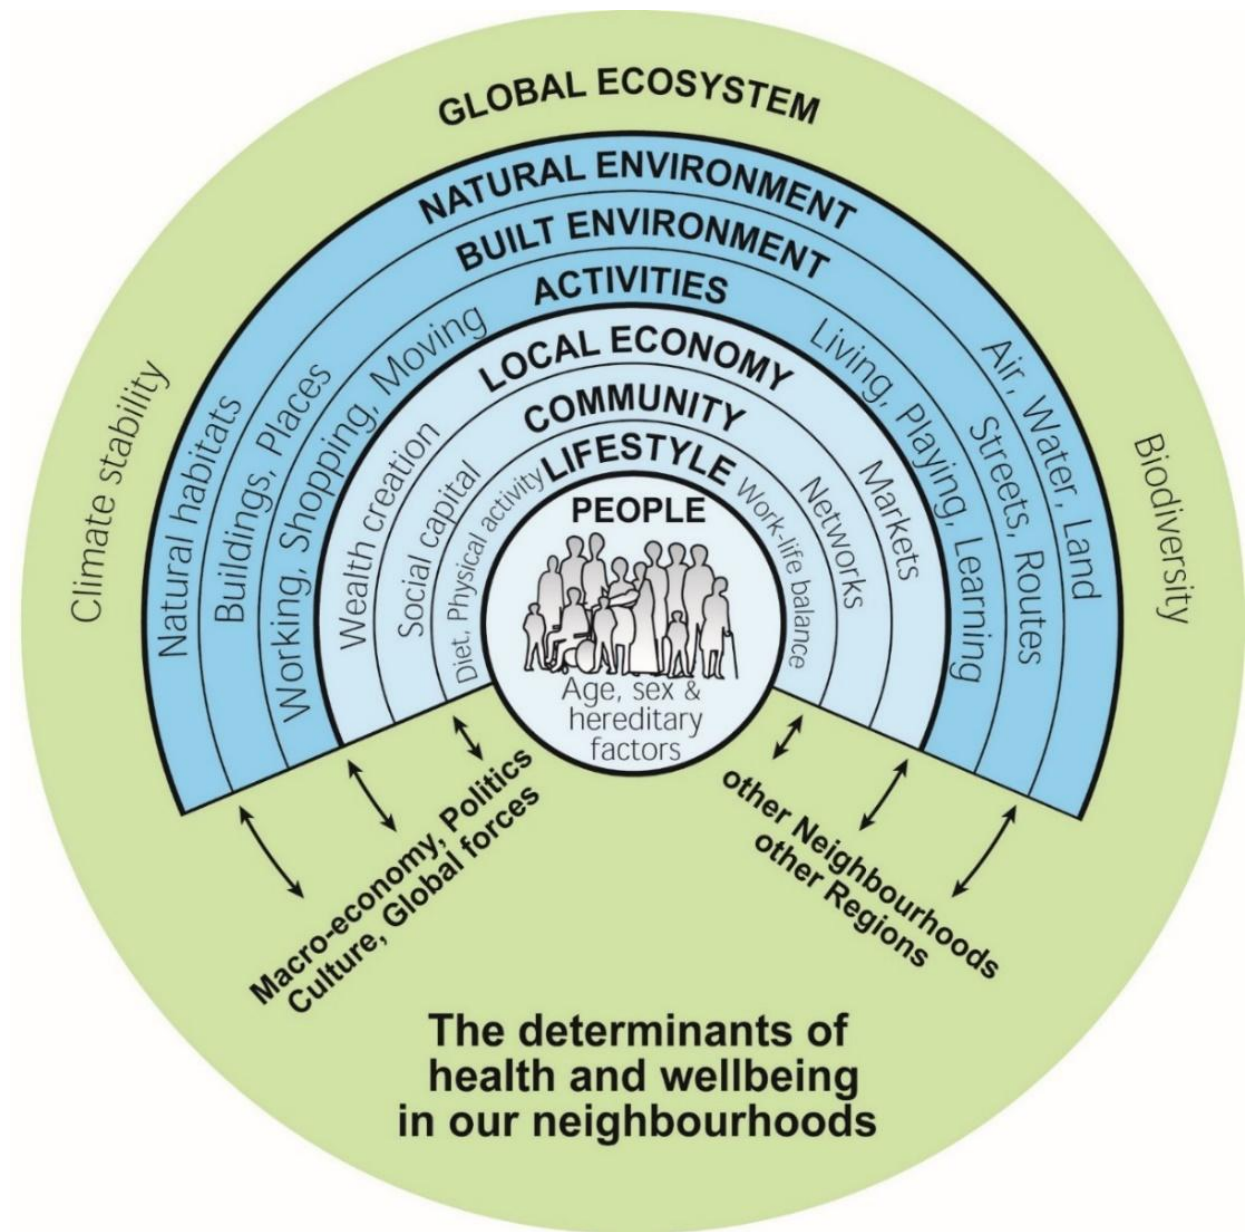 GLOBAL ECOSYSTEM
NATURAL ENVIRONMENT
BUILT ENVIRONMENT
ACTIVITIES
LOCAL ECONOMY
COMMUNITY
LIFESTYLE
PEOPLE
Age, sex &
hereditary
factors
Climate stability
Natural habitats
Buildings, Places
Working, Shopping, Moving
Wealth creation
Social capital
Diet, Physical activity
Work-life balance
Networks
Markets
Living, Playing, Learning
Streets, Routes
Air, Water, Land
Biodiversity
Macro-economy, Politics
Culture, Global forces
other Neighbourhoods
other Regions
The determinants of
health and wellbeing
in our neighbourhoods